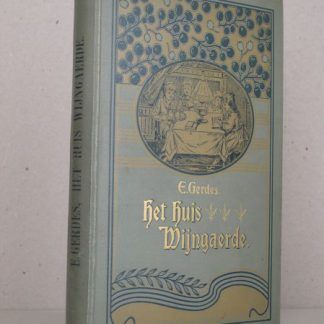 E. GERDES, HET HUIS WIJNGAERDE.
E. Gerdes.
Het huis
Wijngaerde.